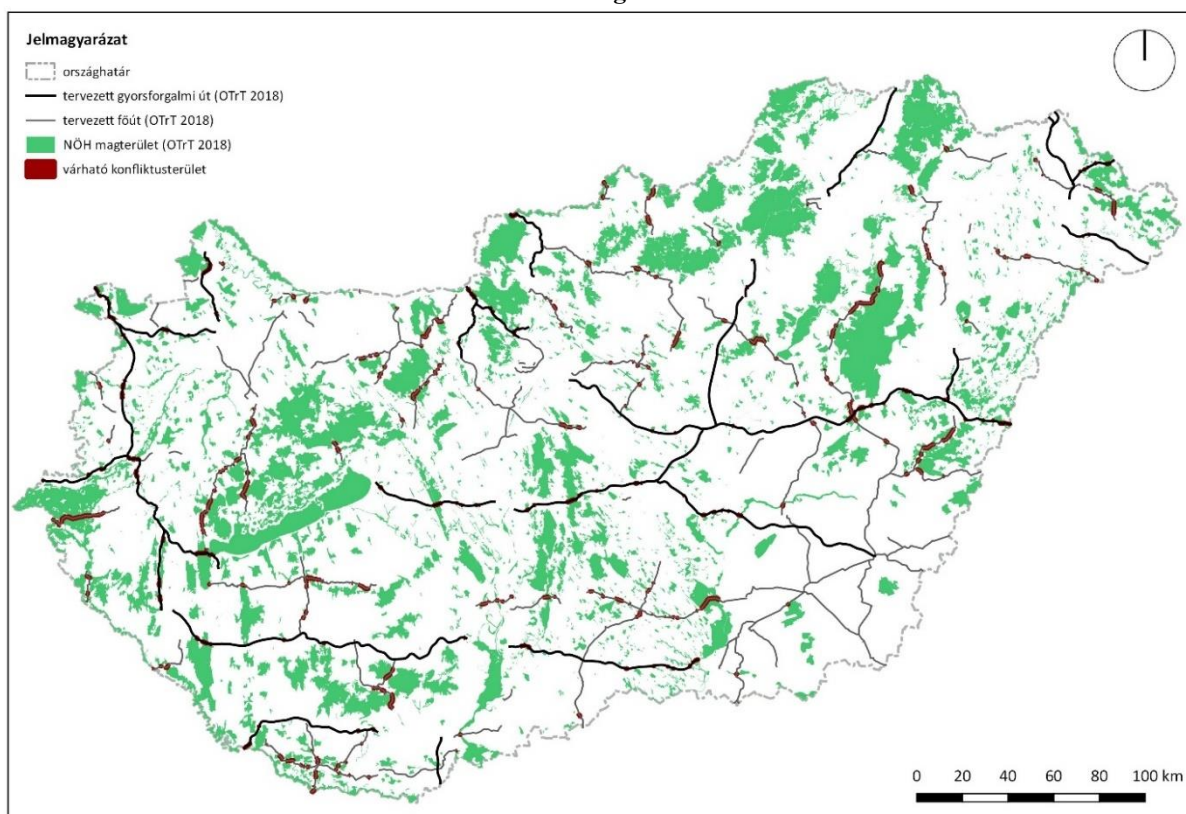 Jelmagyarázat
országhatár
tervezett gyorsforgalmi út (OTrT 2018)
tervezett főút (OTrT 2018)
NÖH magterület (OTrT 2018)
várható konfliktusterület
0 20 40 60 80 100 km